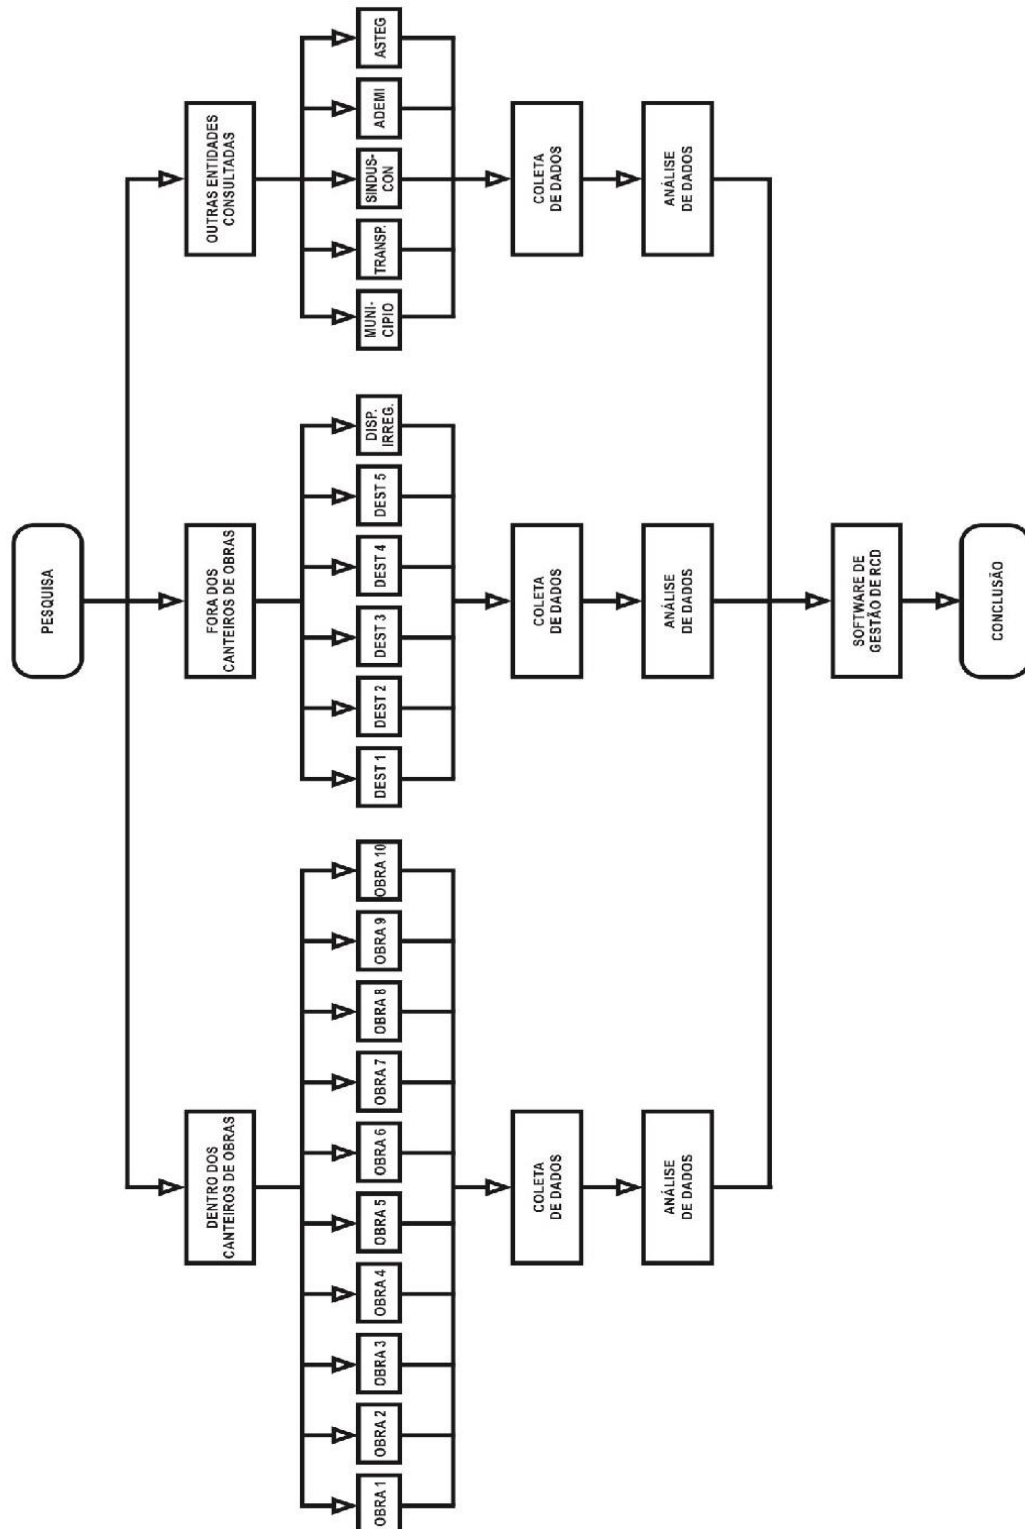 PESQUISA
DENTRO DOS
CANTEIROS DE OBRAS
FORA DOS
CANTEIROS DE OBRAS
OUTRAS ENTIDADES
CONSULTADAS
OBRA 1
OBRA 2
OBRA 3
OBRA 4
OBRA 5
OBRA 6
OBRA 7
OBRA 8
OBRA 9
OBRA 10
DEST 1
DEST 2
DEST 3
DEST 4
DEST 5
DISP.
IRREG.
MUNI-
CIPIO
TRANSP.
SINDUS-
CON
ADEMI
ASTEG
COLETA
DE DADOS
COLETA
DE DADOS
COLETA
DE DADOS
ANÁLISE
DE DADOS
ANÁLISE
DE DADOS
ANÁLISE
DE DADOS
SOFTWARE DE
GESTÃO DE RCD
CONCLUSÃO